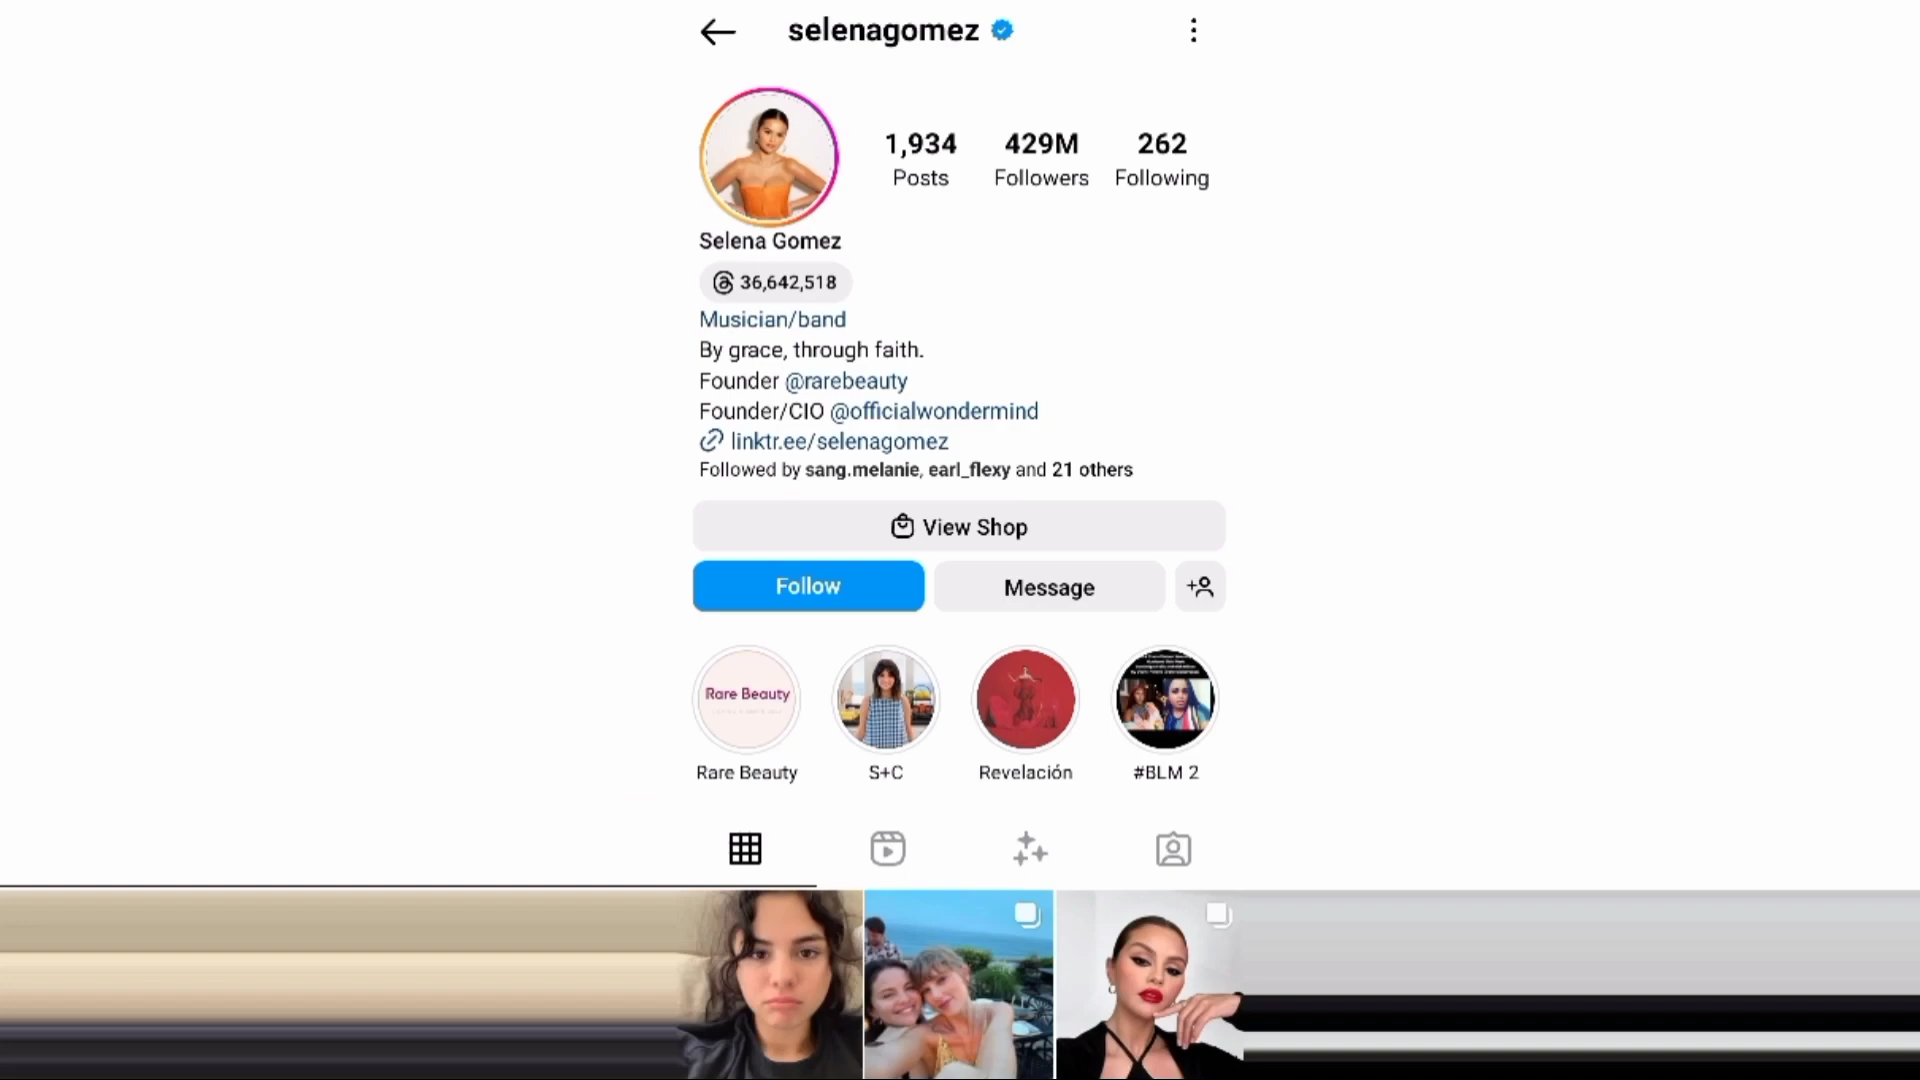 selenagomez
1,934 429M 262
Posts Followers Following
Selena Gomez
36,642,518
Musician/band
By grace, through faith.
Founder @rarebeauty
Founder/CIO @officialwondermind
linktr.ee/selenagomez
Followed by sang.melanie, earl_flexy and 21 others
View Shop
Follow Message
Rare Beauty
Rare Beauty S+C Revelación #BLM 2